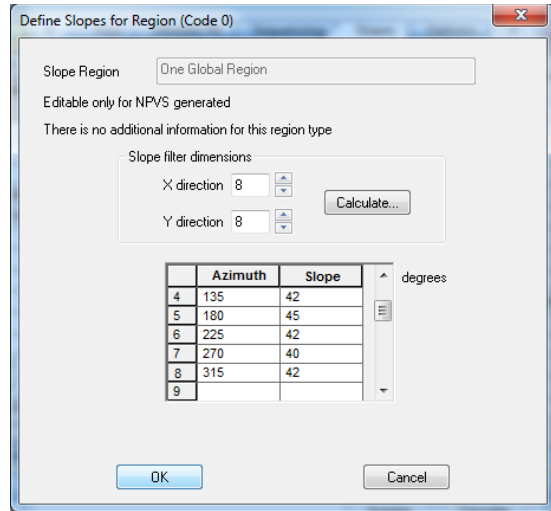 Define Slopes for Region (Code 0)
Slope Region One Global Region
Editable only for NPVS generated
There is no additional information for this region type
Slope filter dimensions
X direction 8
Calculate...
Y direction 8
Azimuth Slope
degrees
4 135 42
5 180 45
6 225 42
7 270 40
8 315 42
9
OK Cancel